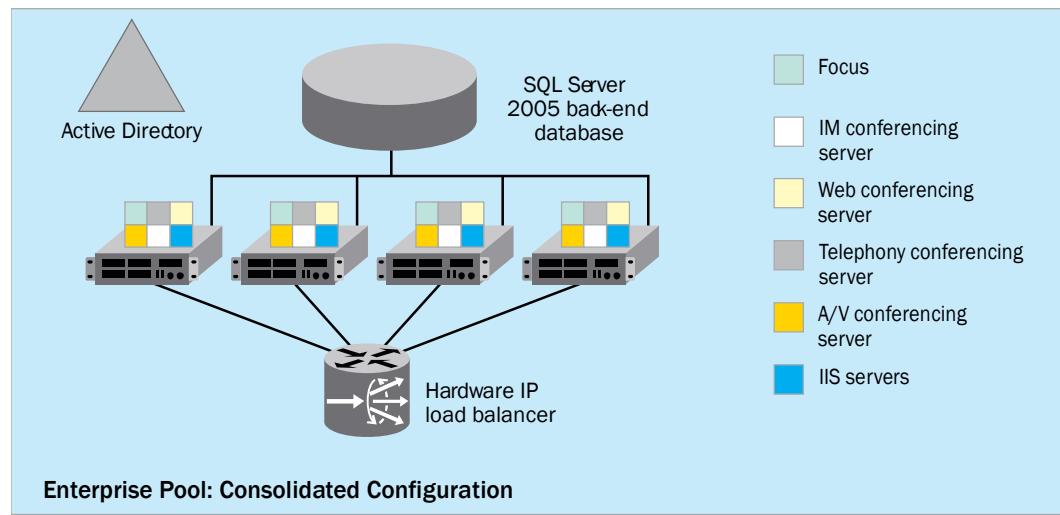 Active Directory
SQL Server
2005 back-end
database
Focus
IM conferencing
server
Web conferencing
server
Telephony conferencing
server
A/V conferencing
server
IIS servers
Hardware IP
load balancer
Enterprise Pool: Consolidated Configuration